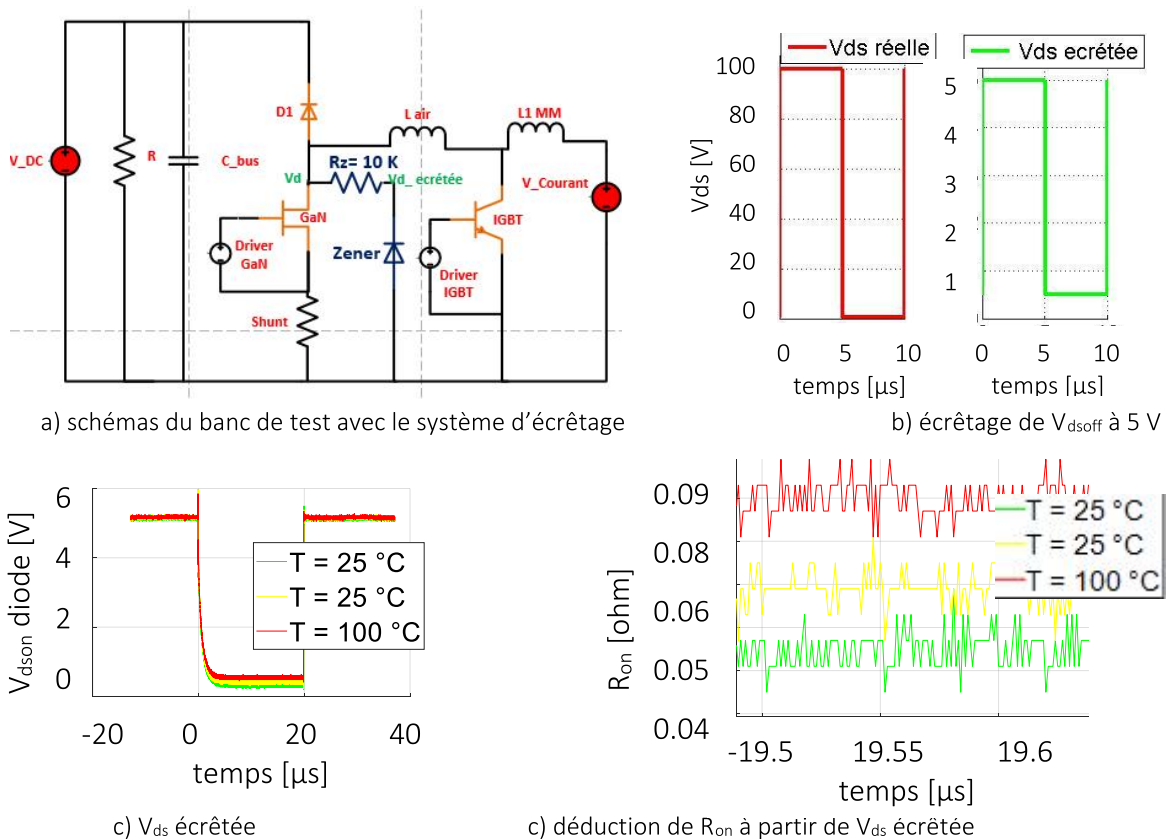 D1
L air
L1 MM
V_DC
R
C_bus
Rz= 10 K
Vd
Vd_ ecrétée
V_Courant
GaN
IGBT
Driver
GaN
Zener
Driver
IGBT
Shunt
a) schémas du banc de test avec le système d’écrêtage
Vds réelle
Vds ecrétée
Vds [V]
100
80
60
40
20
0
0 5 10
temps [µs]
5
4
3
2
1
0 5 10
temps [µs]
b) écrêtage de Vdsoff à 5 V
Vdson diode [V]
6
4
2
0
T = 25 °C
T = 25 °C
T = 100 °C
-20 0 20 40
temps [µs]
c) Vds écrêtée
Ron [ohm]
0.09
0.08
0.06
0.05
0.04
T = 25 °C
T = 25 °C
T = 100 °C
-19.5 19.55 19.6
temps [µs]
c) déduction de Ron à partir de Vds écrëtée